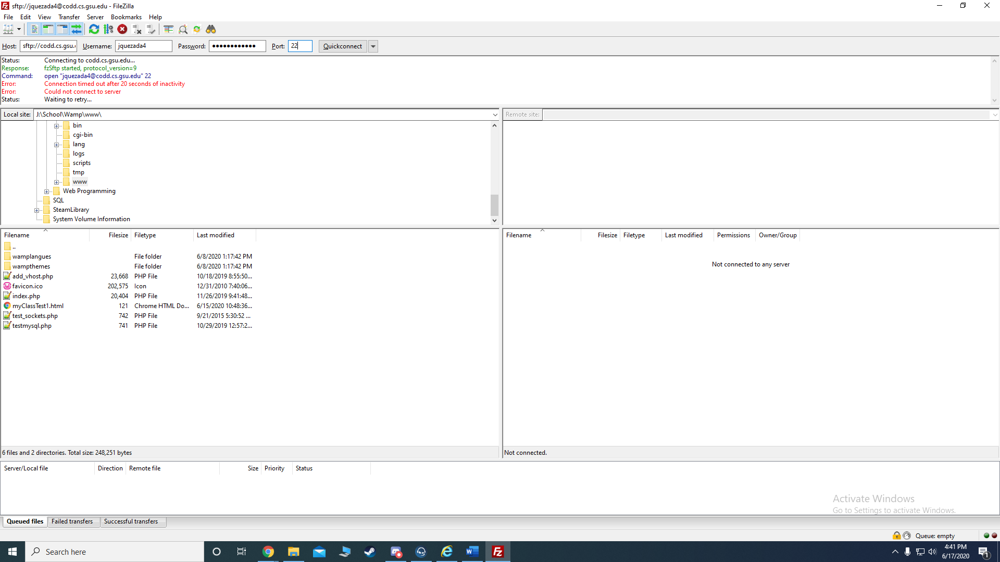 sftp://jquezada4@codd.cs.gsu.edu - FileZilla
File Edit View Transfer Server Bookmarks Help
Host: sftp://codd.cs.gsu. Username: jquezada4 Password: ●●●●●●●●●●●● Port: 22 Quickconnect
Status: Connecting to codd.cs.gsu.edu...
Response: fzSftp started, protocol_version=9
Command: open "jquezada4@codd.cs.gsu.edu" 22
Error: Connection timed out after 20 seconds of inactivity
Error: Could not connect to server
Status: Waiting to retry...
Local site: J:\School\Wamp\www\
Remote site:
bin
cgi-bin
lang
logs
scripts
tmp
www
Web Programming
SQL
SteamLibrary
System Volume Information
Filename Filesize Filetype Last modified
..
wamplangues File folder 6/8/2020 1:17:42 PM
wampthemes File folder 6/8/2020 1:17:42 PM
add_vhost.php 23,668 PHP File 10/18/2019 8:55:50...
favicon.ico 202,575 Icon 12/31/2010 7:40:06...
index.php 20,404 PHP File 11/26/2019 9:41:48...
myClassTest1.html 121 Chrome HTML Do... 6/15/2020 10:48:36...
test_sockets.php 742 PHP File 9/21/2015 5:30:52 ...
testmysql.php 741 PHP File 10/29/2019 12:57:2...
6 files and 2 directories. Total size: 248,251 bytes
Filename Filesize Filetype Last modified Permissions Owner/Group
Not connected to any server
Not connected.
Server/Local file Direction Remote file Size Priority Status
Activate Windows
Go to Settings to activate Windows.
Queued files Failed transfers Successful transfers
Queue: empty
Search here
4:41 PM
6/17/2020
1